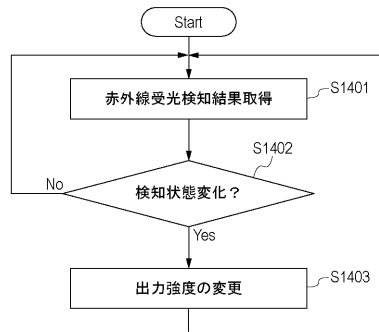 Start
赤外線受光検知結果取得
S1401
S1402
検知状態変化？
No
Yes
S1403
出力強度の変更